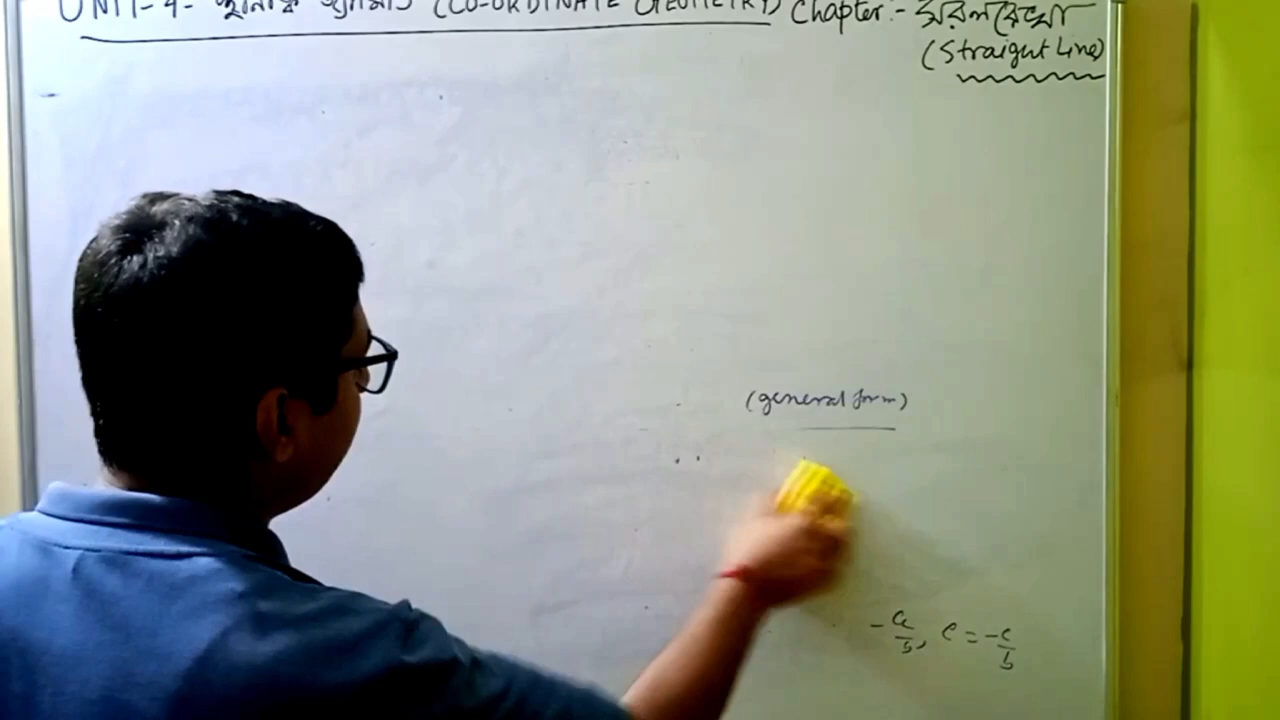 UNIT-4- স্থানাঙ্ক জ্যামিতি (CO-ORDINATE GEOMETRY) Chapter:- সরলরেখা
(Straight Line)
(general form)
-a/b, c = -c/b